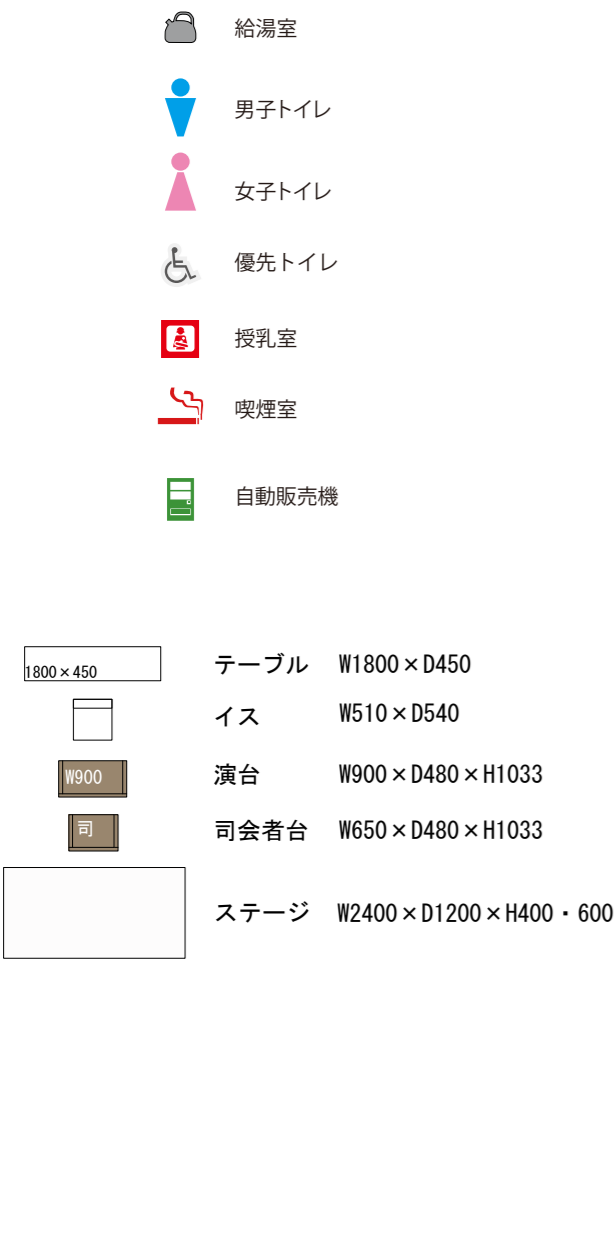 給湯室
男子トイレ
女子トイレ
優先トイレ
授乳室
喫煙室
自動販売機
1800×450 テーブル W1800×D450
イス W510×D540
W900 演台 W900×D480×H1033
司 司会者台 W650×D480×H1033
ステージ W2400×D1200×H400・600